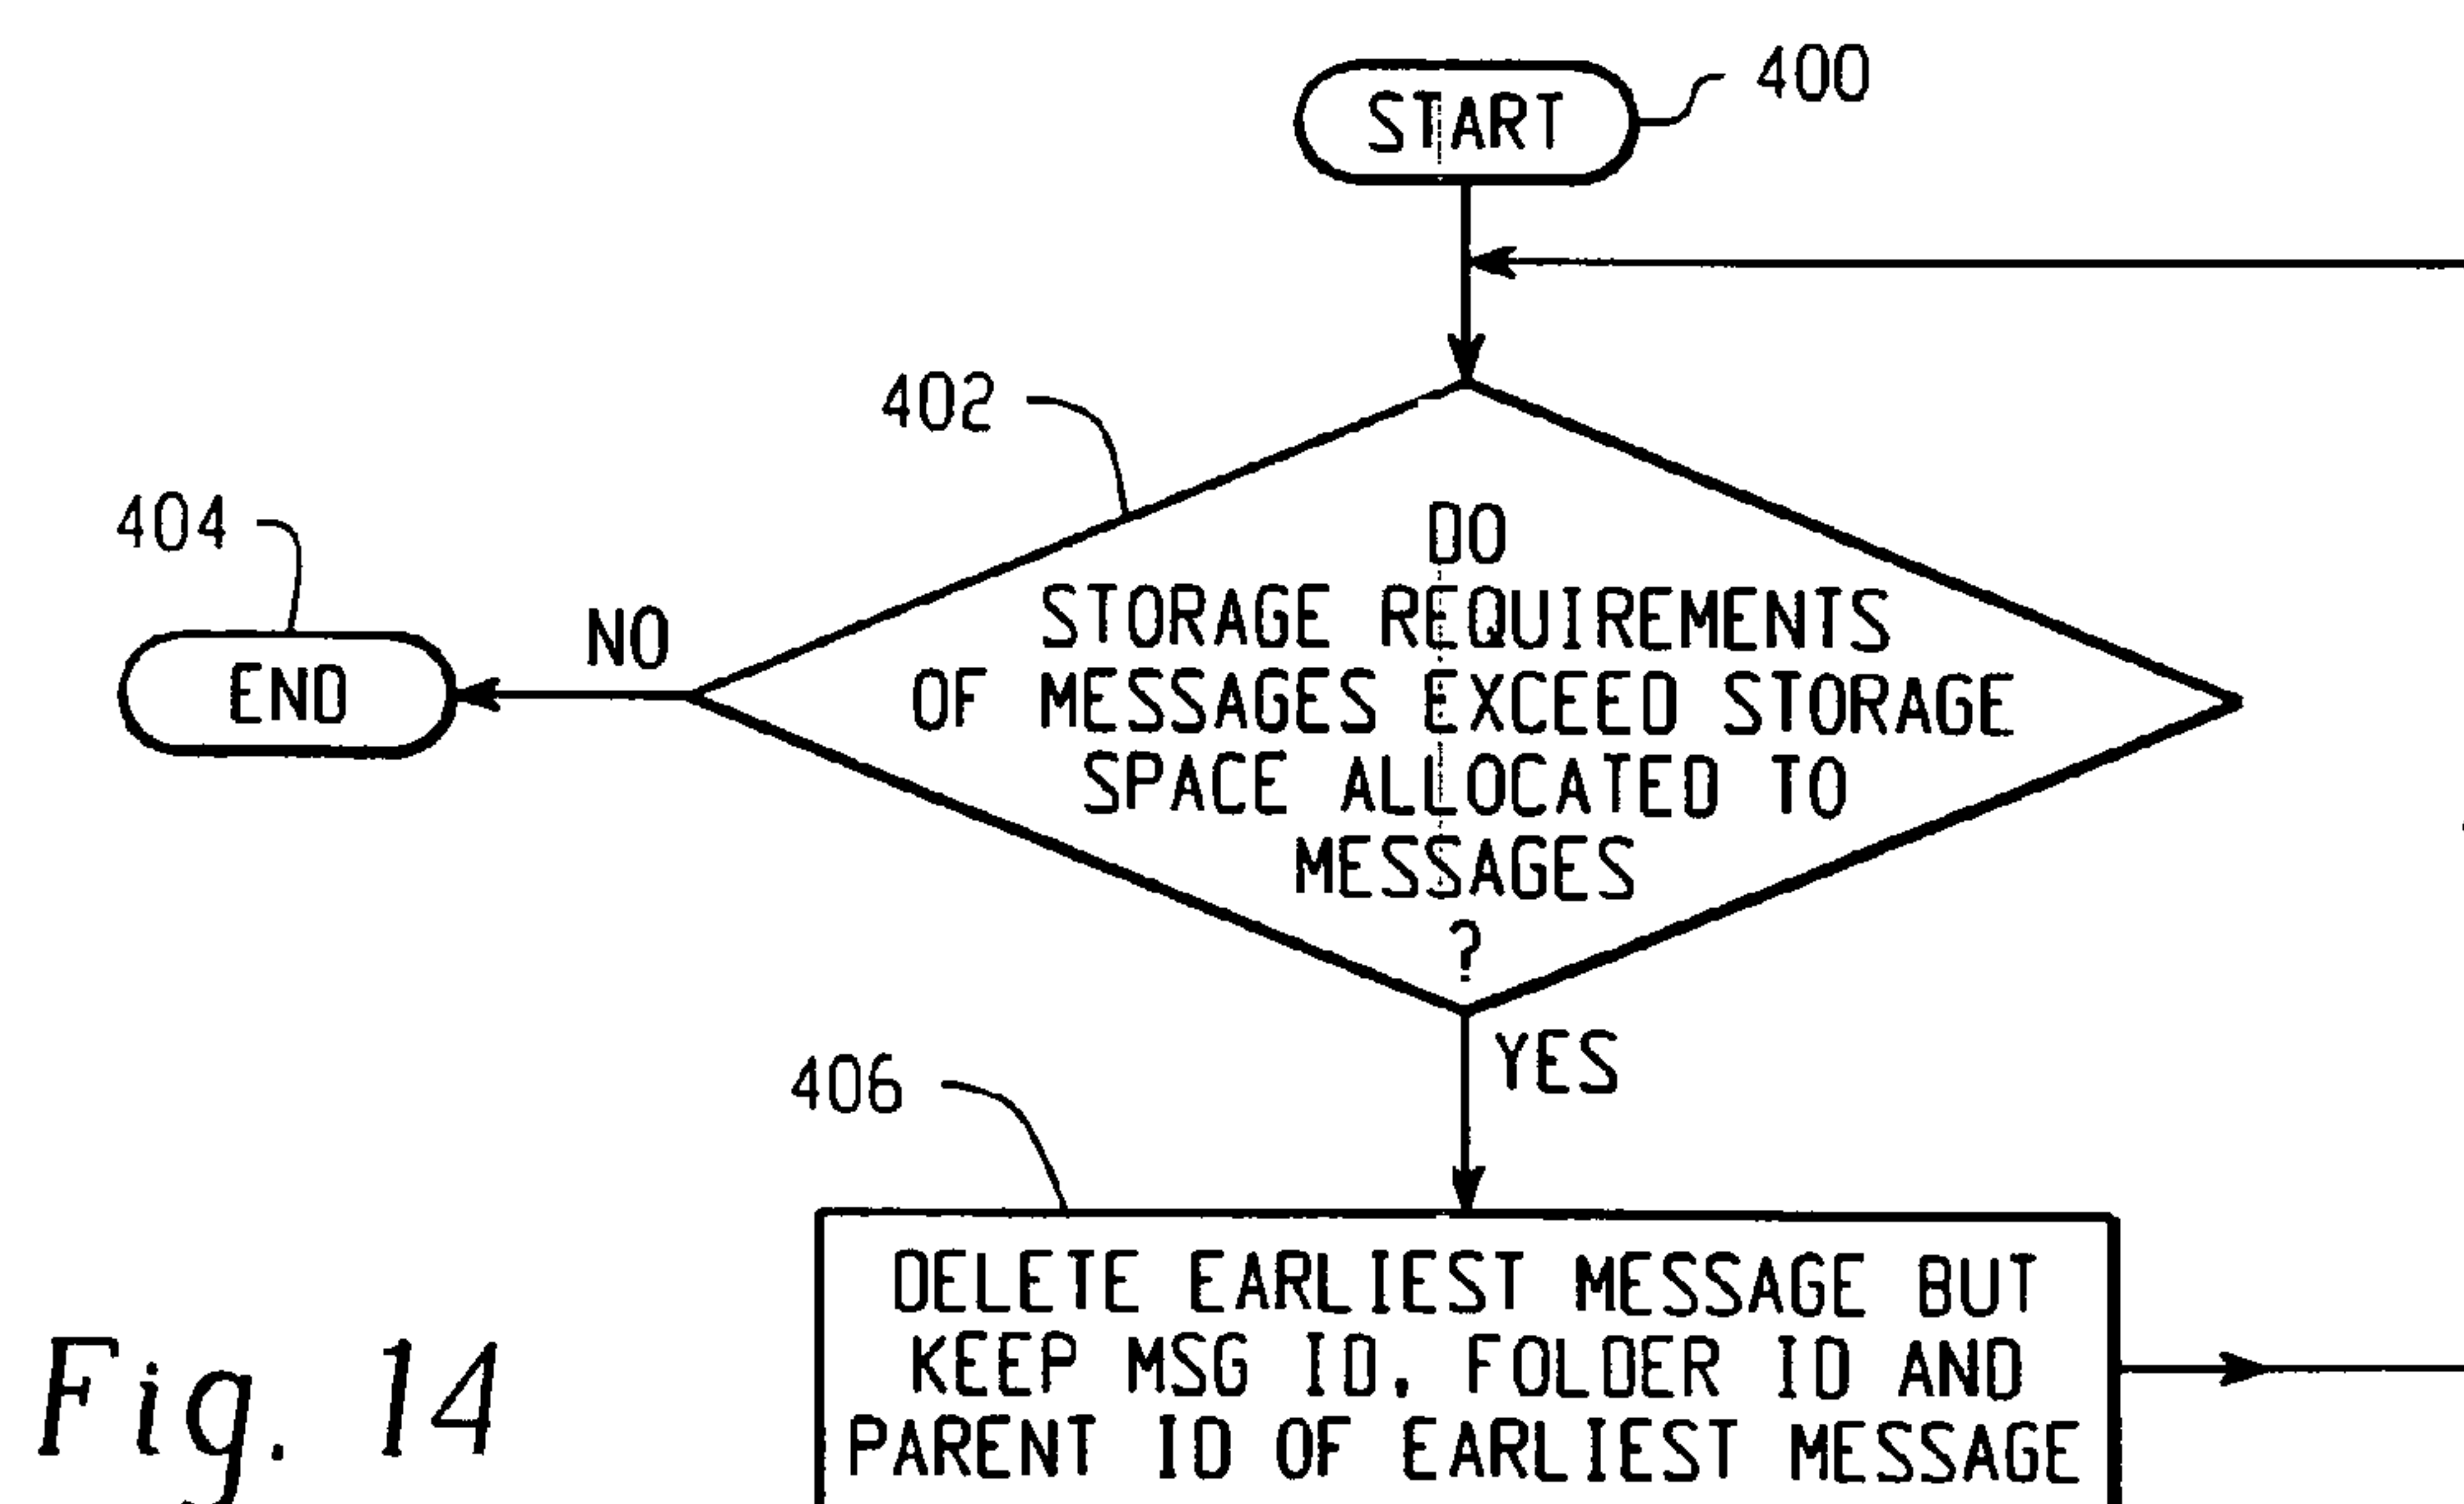 START
400
402
DO
STORAGE REQUIREMENTS
OF MESSAGES EXCEED STORAGE
SPACE ALLOCATED TO
MESSAGES
?
404
NO
END
YES
406
DELETE EARLIEST MESSAGE BUT
KEEP MSG ID, FOLDER ID AND
PARENT ID OF EARLIEST MESSAGE
Fig. 14